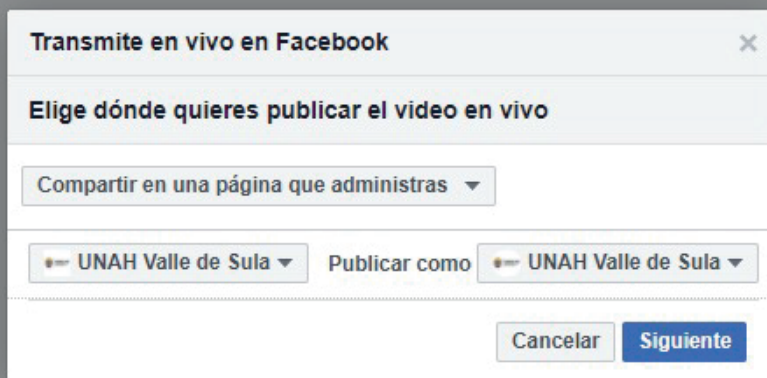 Transmite en vivo en Facebook
Elige dónde quieres publicar el video en vivo
Compartir en una página que administras
UNAH Valle de Sula Publicar como UNAH Valle de Sula
Cancelar Siguiente